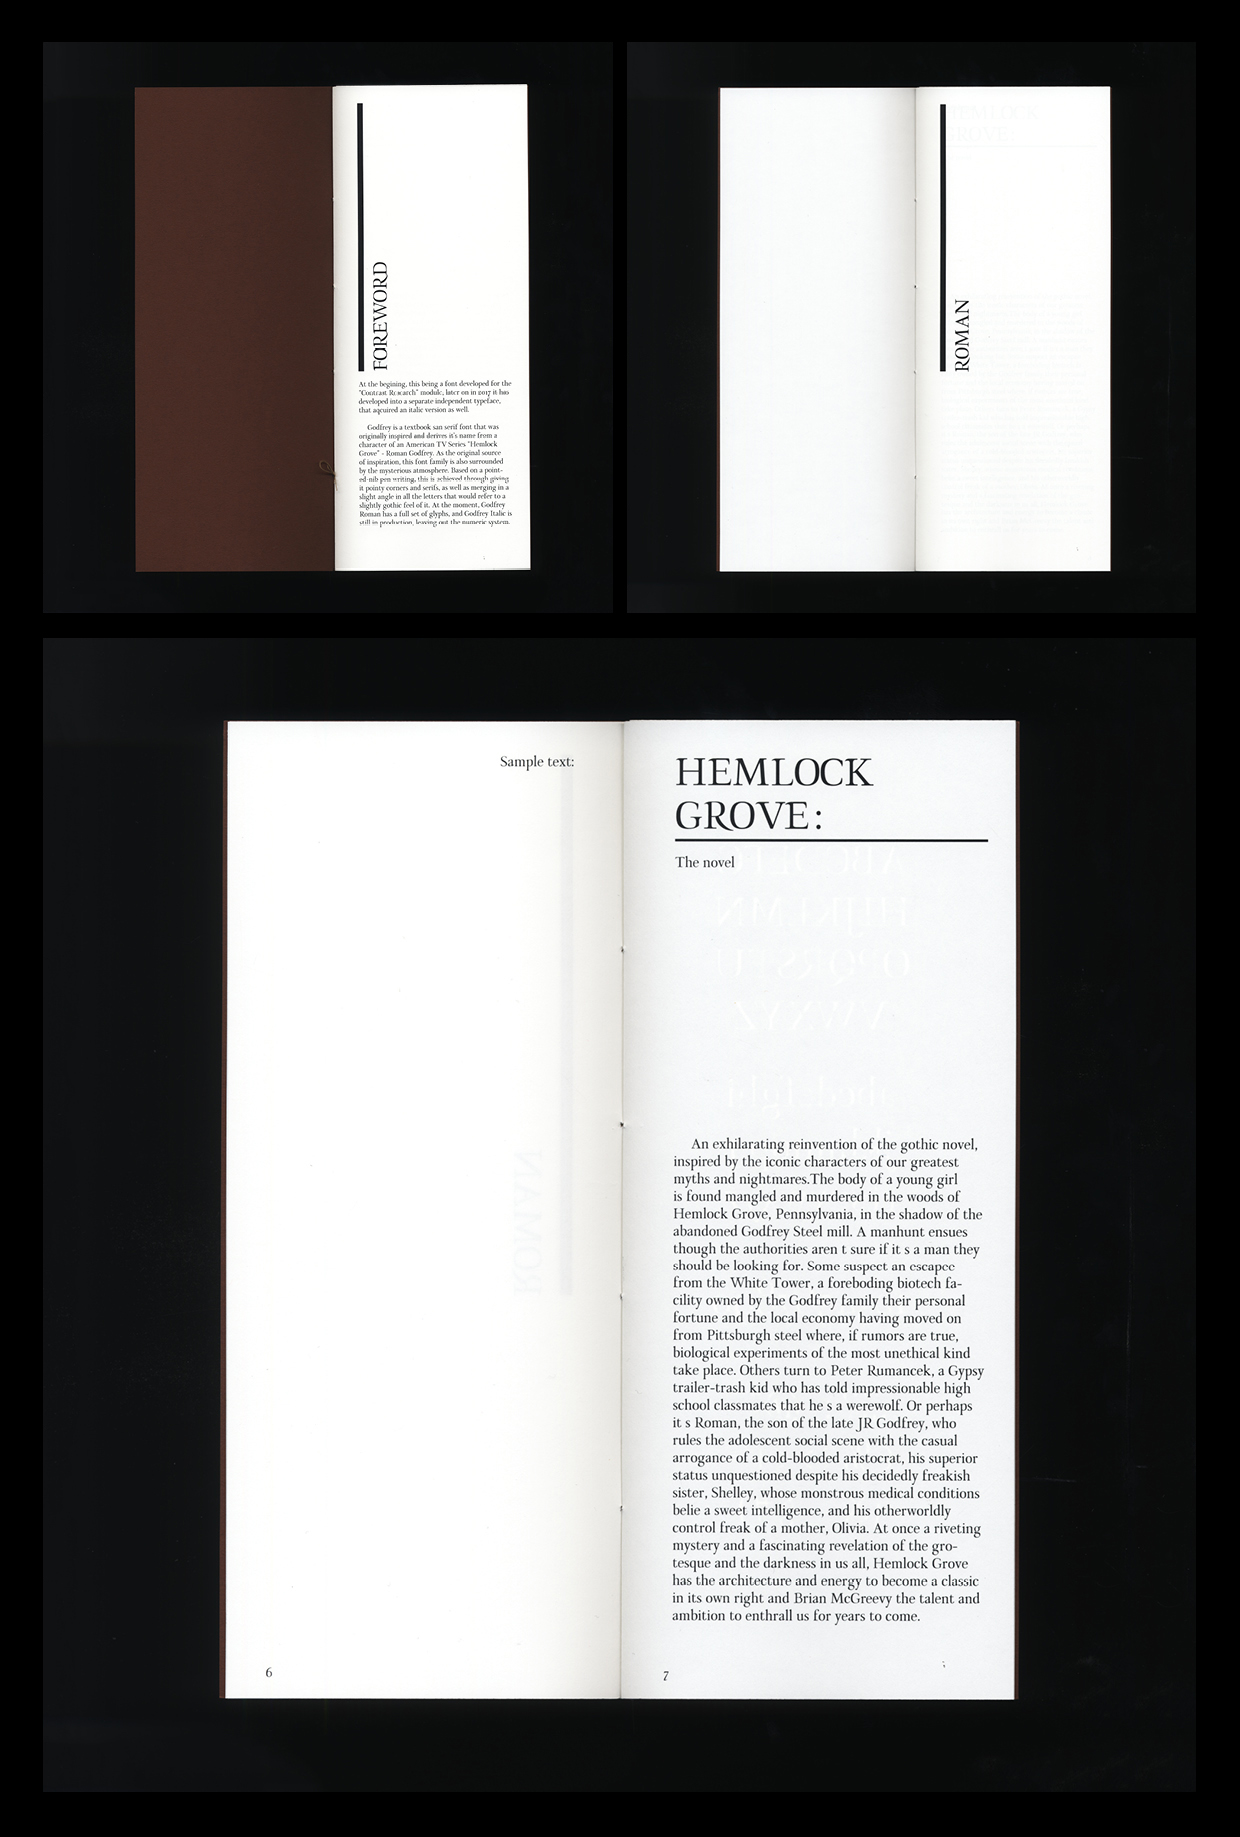 FOREWORD
At the begining, this being a font developed for the
"Contrast Research" module, later on in 2017 it has
developed into a separate independent typeface,
that aqcuired an italic version as well.
Godfrey is a textbook san serif font that was
originally inspired and derives it's name from a
character of an American TV Series "Hemlock
Grove" - Roman Godfrey. As the original source
of inspiration, this font family is also surrounded
by the mysterious atmosphere. Based on a point-
ed-nib pen writing, this is achieved through giving
it pointy corners and serifs, as well as merging in a
slight angle in all the letters that would refer to a
slightly gothic feel of it. At the moment, Godfrey
Roman has a full set of glyphs, and Godfrey Italic is
still in production, leaving out the numeric system.
ROMAN
Sample text:
6
HEMLOCK
GROVE:
The novel
An exhilarating reinvention of the gothic novel,
inspired by the iconic characters of our greatest
myths and nightmares.The body of a young girl
is found mangled and murdered in the woods of
Hemlock Grove, Pennsylvania, in the shadow of the
abandoned Godfrey Steel mill. A manhunt ensues
though the authorities aren t sure if it s a man they
should be looking for. Some suspect an escapee
from the White Tower, a foreboding biotech fa-
cility owned by the Godfrey family their personal
fortune and the local economy having moved on
from Pittsburgh steel where, if rumors are true,
biological experiments of the most unethical kind
take place. Others turn to Peter Rumancek, a Gypsy
trailer-trash kid who has told impressionable high
school classmates that he s a werewolf. Or perhaps
it s Roman, the son of the late JR Godfrey, who
rules the adolescent social scene with the casual
arrogance of a cold-blooded aristocrat, his superior
status unquestioned despite his decidedly freakish
sister, Shelley, whose monstrous medical conditions
belie a sweet intelligence, and his otherworldly
control freak of a mother, Olivia. At once a riveting
mystery and a fascinating revelation of the gro-
tesque and the darkness in us all, Hemlock Grove
has the architecture and energy to become a classic
in its own right and Brian McGreevy the talent and
ambition to enthrall us for years to come.
7